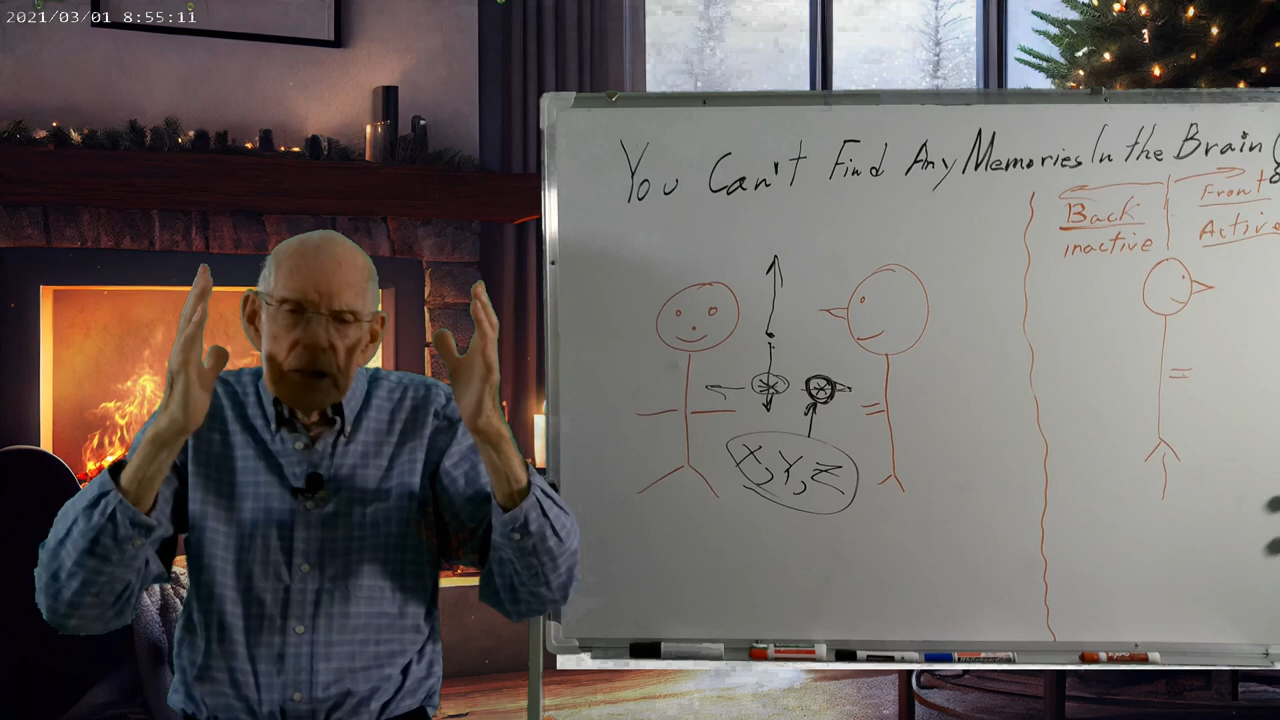 2021/03/01 8:55:11
You Can't Find Any Memories In the Brain (
Back
inactive
Front
Active
X,Y,Z